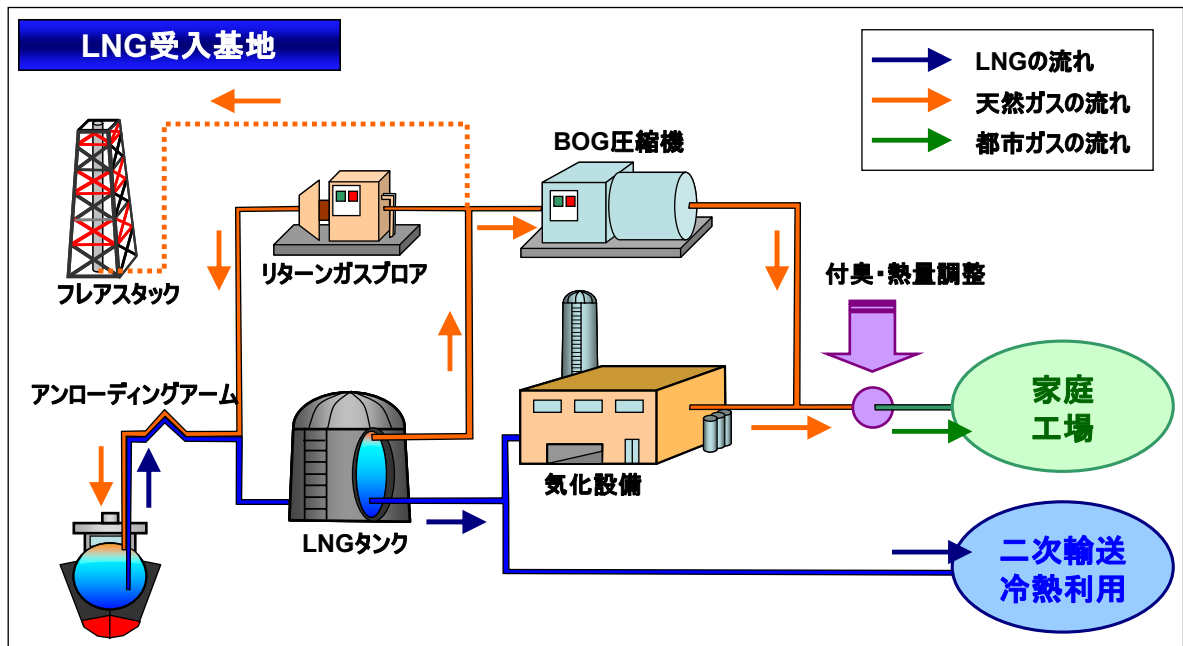 LNG受入基地
LNGの流れ
天然ガスの流れ
都市ガスの流れ
BOG圧縮機
リターンガスブロア
フレアスタック
付臭・熱量調整
アンローディングアーム
家庭
工場
気化設備
LNGタンク
二次輸送
冷熱利用